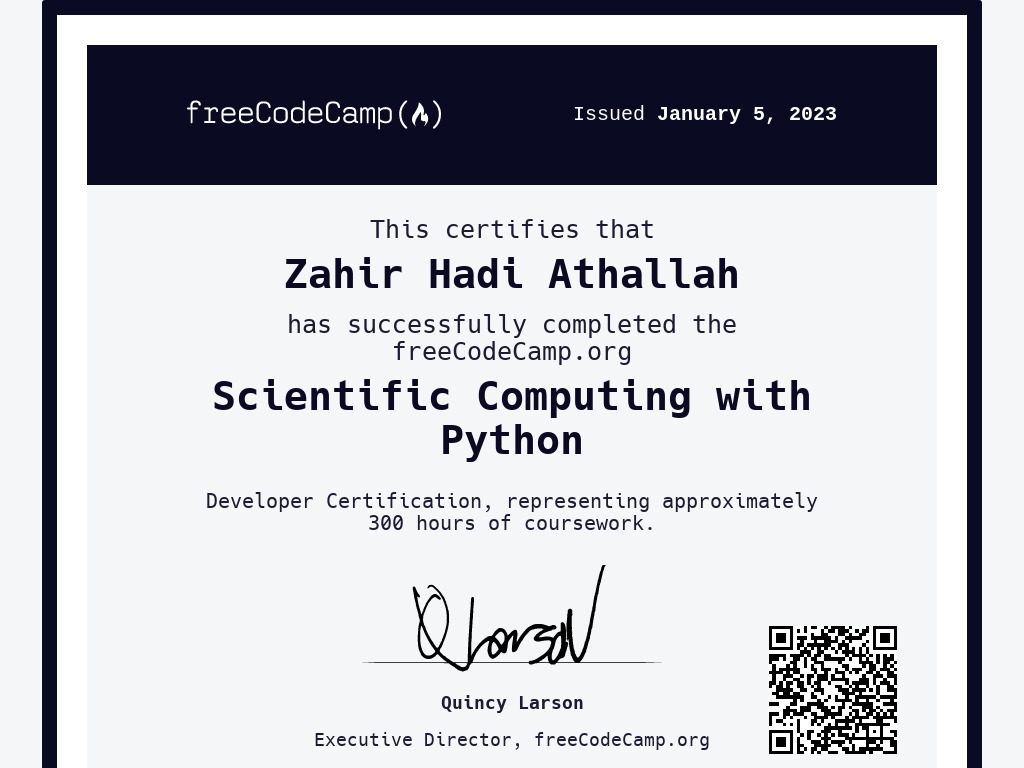 freeCodeCamp(🔥)
Issued January 5, 2023
This certifies that
Zahir Hadi Athallah
has successfully completed the
freeCodeCamp.org
Scientific Computing with
Python
Developer Certification, representing approximately
300 hours of coursework.
Q Larson
Quincy Larson
Executive Director, freeCodeCamp.org